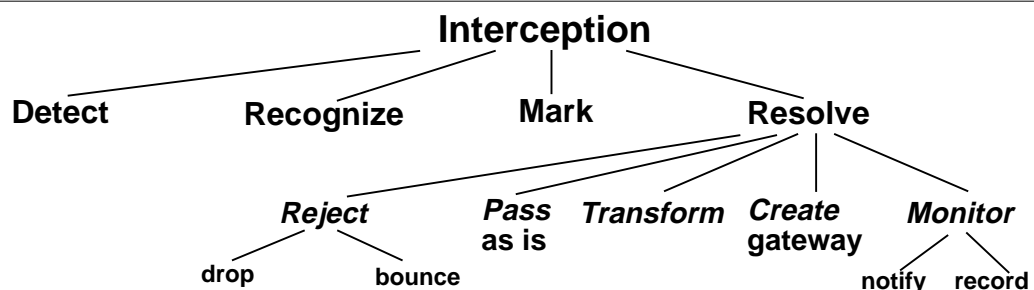 Interception
Detect
Recognize
Mark
Resolve
Reject
Pass
as is
Transform
Create
gateway
Monitor
drop
bounce
notify
record